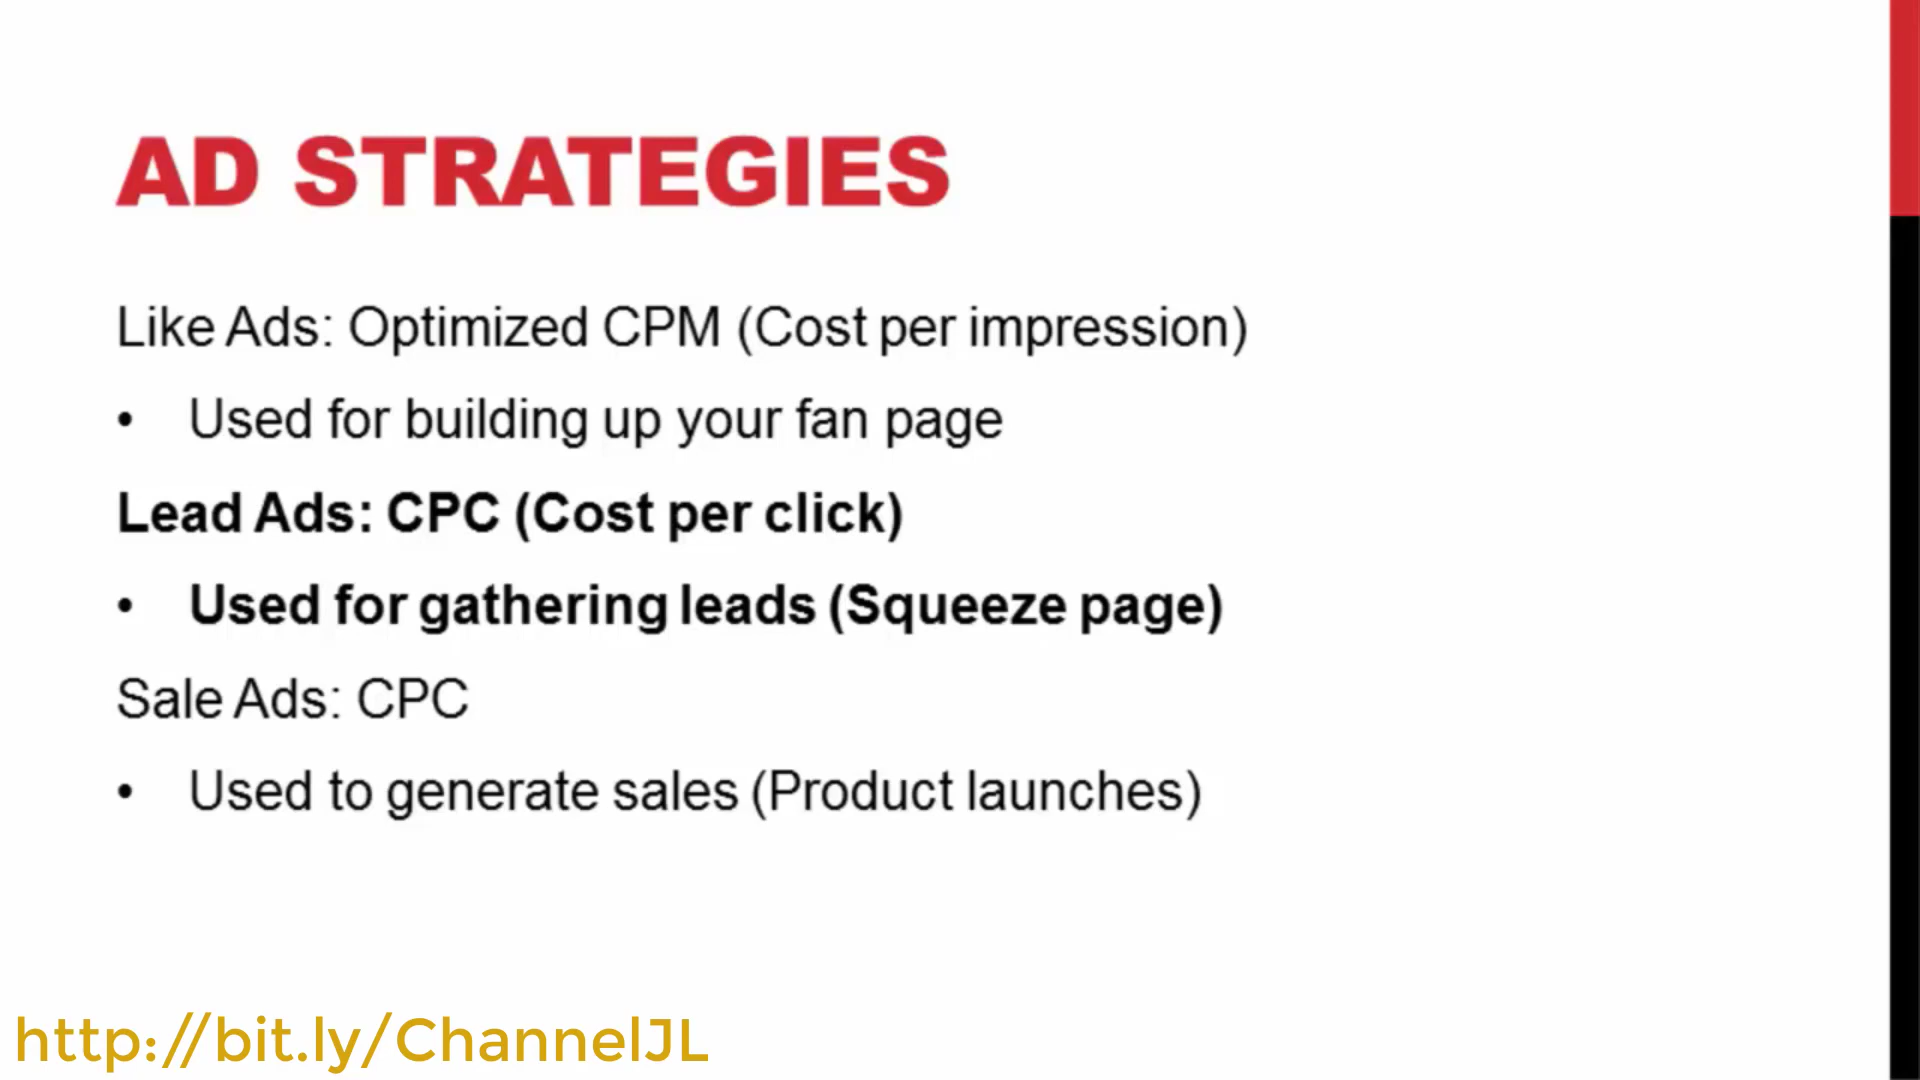 AD STRATEGIES
Like Ads: Optimized CPM (Cost per impression)
• Used for building up your fan page
Lead Ads: CPC (Cost per click)
• Used for gathering leads (Squeeze page)
Sale Ads: CPC
• Used to generate sales (Product launches)
http://bit.ly/ChannelJL